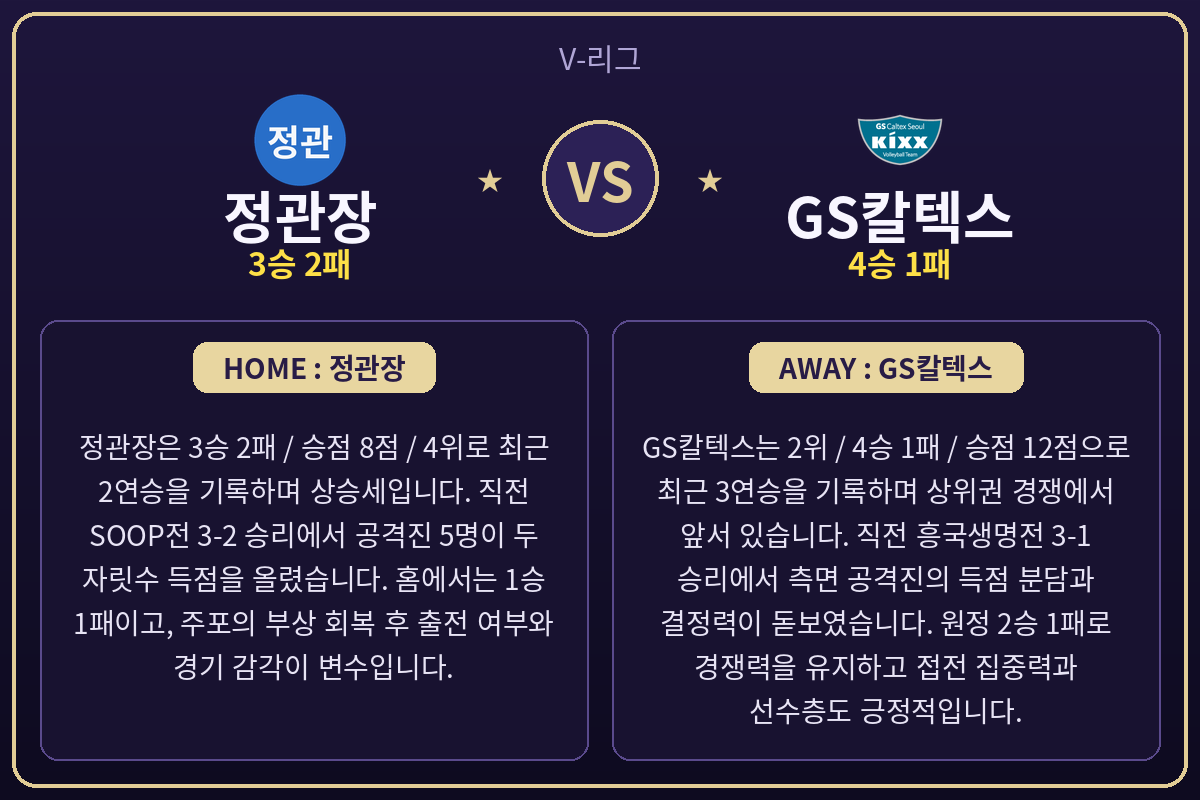 V-리그
정관
정관장
3승 2패
VS
GS Caltex Seoul
Kixx
Volleyball Team
GS칼텍스
4승 1패
HOME : 정관장
정관장은 3승 2패 / 승점 8점 / 4위로 최근
2연승을 기록하며 상승세입니다. 직전
SOOP전 3-2 승리에서 공격진 5명이 두
자릿수 득점을 올렸습니다. 홈에서는 1승
1패이고, 주포의 부상 회복 후 출전 여부와
경기 감각이 변수입니다.
AWAY : GS칼텍스
GS칼텍스는 2위 / 4승 1패 / 승점 12점으로
최근 3연승을 기록하며 상위권 경쟁에서
앞서 있습니다. 직전 흥국생명전 3-1
승리에서 측면 공격진의 득점 분담과
결정력이 돋보였습니다. 원정 2승 1패로
경쟁력을 유지하고 접전 집중력과
선수층도 긍정적입니다.